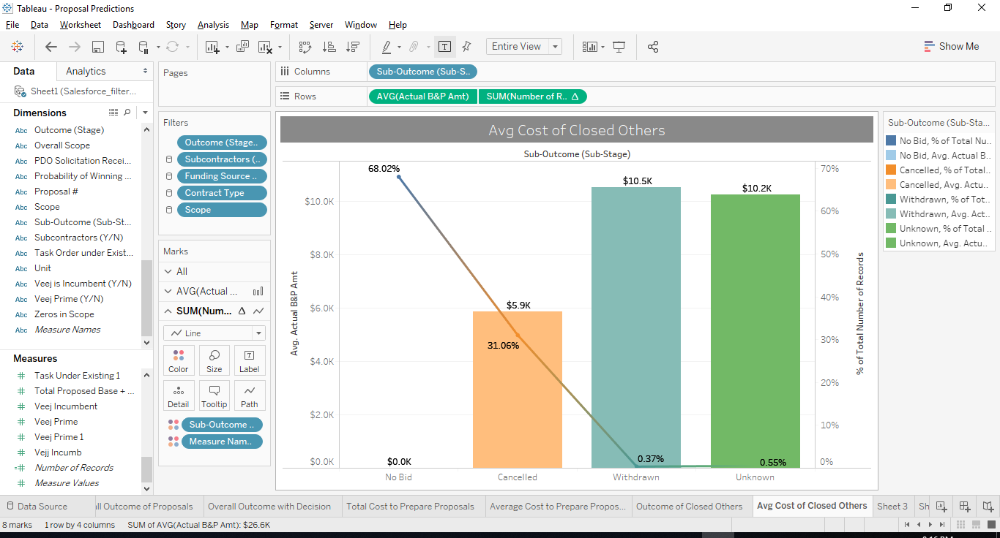 Tableau - Proposal Predictions
File Data Worksheet Dashboard Story Analysis Map Format Server Window Help
Entire View
Show Me
Data
Analytics
Sheet1 (Salesforce_filter...
Dimensions
Abc Outcome (Stage)
Abc Overall Scope
Abc PDO Solicitation Recei...
Abc Probability of Winning ...
Abc Proposal #
Abc Scope
Abc Sub-Outcome (Sub-St...
Abc Subcontractors (Y/N)
Abc Task Order under Exist...
Abc Unit
Abc Veej is Incumbent (Y/N)
Abc Veej Prime (Y/N)
Abc Zeros in Scope
Abc Measure Names
Measures
# Task Under Existing 1
# Total Proposed Base + ...
# Veej Incumbent
# Veej Prime
# Veej Prime 1
# Vejj Incumb
=# Number of Records
# Measure Values
Pages
Filters
Outcome (Stage..
Subcontractors (..
Funding Source ..
Contract Type
Scope
Marks
All
AVG(Actual ...
SUM(Num... Δ
Line
Color Size Label
Detail Tooltip Path
Sub-Outcome ..
Measure Nam..
Columns
Sub-Outcome (Sub-S..
Rows
AVG(Actual B&P Amt) SUM(Number of R.. Δ
Avg Cost of Closed Others
Sub-Outcome (Sub-Stage)
Avg. Actual B&P Amt
$10.0K
$8.0K
$6.0K
$4.0K
$2.0K
$0.0K
68.02%
$5.9K
31.06%
$10.5K
$10.2K
$0.0K
0.37%
0.55%
70%
60%
50%
40%
30%
20%
10%
0%
% of Total Number of Records
No Bid Cancelled Withdrawn Unknown
Sub-Outcome (Sub-Sta...
No Bid, % of Total Nu..
No Bid, Avg. Actual B..
Cancelled, % of Total..
Cancelled, Avg. Actu..
Withdrawn, % of Tot..
Withdrawn, Avg. Act..
Unknown, % of Total ..
Unknown, Avg. Actu..
Data Source
ll Outcome of Proposals
Overall Outcome with Decision
Total Cost to Prepare Proposals
Average Cost to Prepare Propos...
Outcome of Closed Others
Avg Cost of Closed Others
Sheet 3
Sh
8 marks 1 row by 4 columns SUM of AVG(Actual B&P Amt): $26.6K